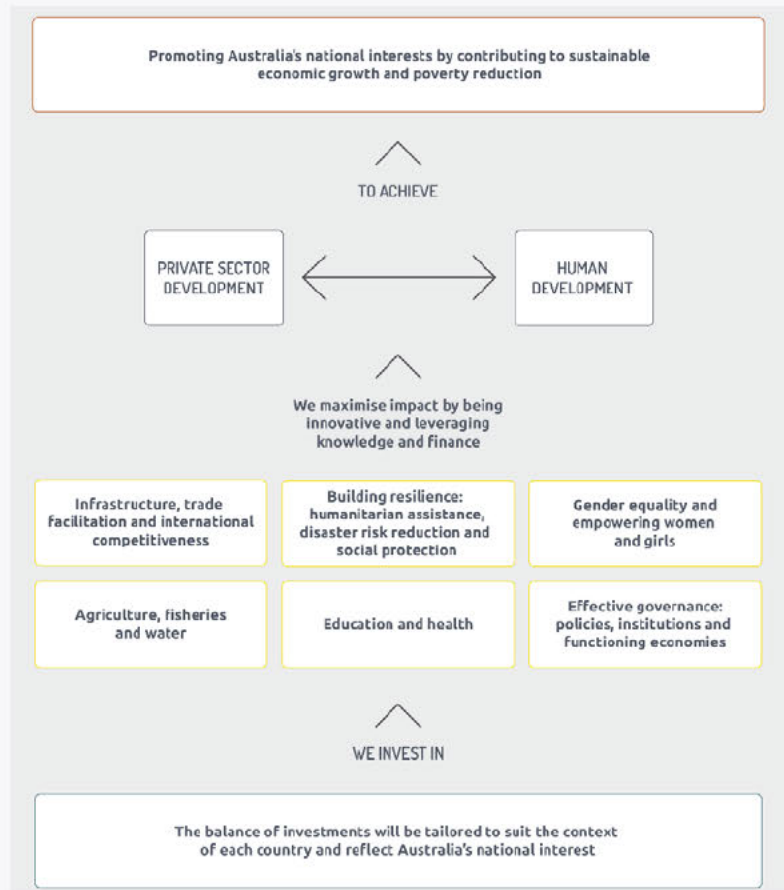 Promoting Australia's national interests by contributing to sustainable
economic growth and poverty reduction
TO ACHIEVE
PRIVATE SECTOR
DEVELOPMENT
HUMAN
DEVELOPMENT
We maximise impact by being
innovative and leveraging
knowledge and finance
Infrastructure, trade
facilitation and international
competitiveness
Building resilience:
humanitarian assistance,
disaster risk reduction and
social protection
Gender equality and
empowering women
and girls
Agriculture, fisheries
and water
Education and health
Effective governance:
policies, institutions and
functioning economies
WE INVEST IN
The balance of investments will be tailored to suit the context
of each country and reflect Australia's national interest